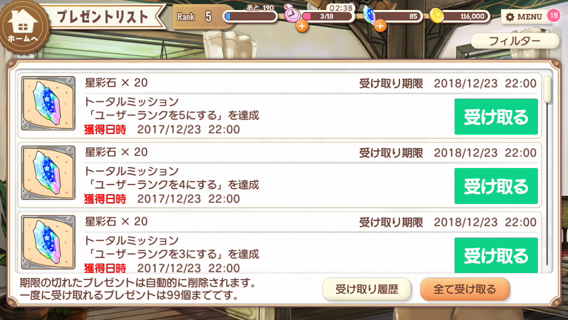 プレゼントリスト
Rank 5
あと 190
3/18
02:38
85
116,000
MENU
18
ホームへ
フィルター
星彩石 × 20
受け取り期限 2018/12/23 22:00
トータルミッション
「ユーザーランクを5にする」を達成
獲得日時 2017/12/23 22:00
受け取る
星彩石 × 20
受け取り期限 2018/12/23 22:00
トータルミッション
「ユーザーランクを4にする」を達成
獲得日時 2017/12/23 22:00
受け取る
星彩石 × 20
受け取り期限 2018/12/23 22:00
トータルミッション
「ユーザーランクを3にする」を達成
獲得日時 2017/12/23 22:00
受け取る
期限の切れたプレゼントは自動的に削除されます。
一度に受け取れるプレゼントは99個までです。
受け取り履歴
全て受け取る